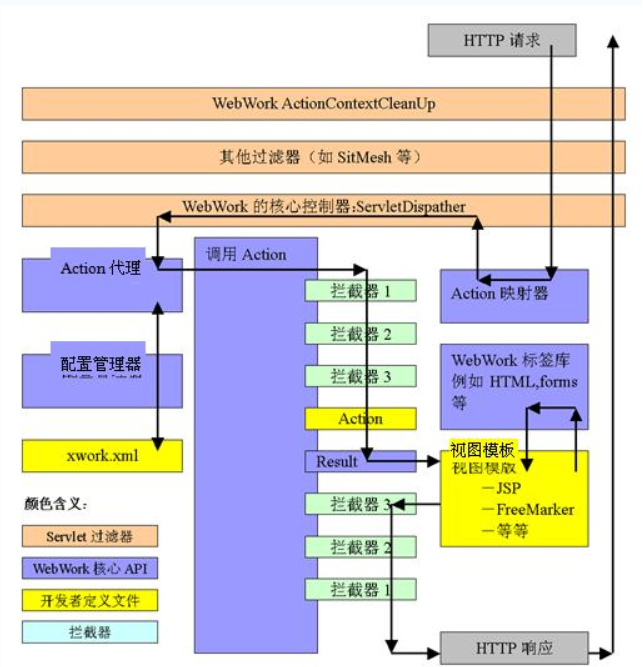 HTTP 请求
WebWork ActionContextCleanUp
其他过滤器（如 SitMesh 等）
WebWork 的核心控制器:ServletDispather
Action 代理
调用 Action
拦截器 1
Action 映射器
拦截器 2
配置管理器
WebWork 标签库
例如 HTML,forms
等
拦截器 3
Action
xwork.xml
Result
视图模板
视图模版
－JSP
－FreeMarker
－等等
颜色含义：
拦截器 3
Servlet 过滤器
拦截器 2
WebWork 核心 API
拦截器 1
开发者定义文件
拦截器
HTTP 响应